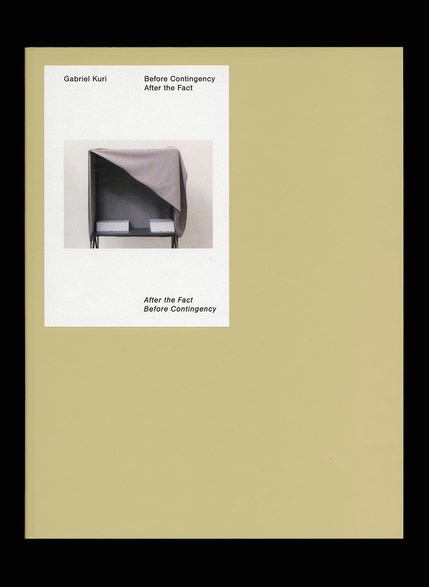 Gabriel Kuri
Before Contingency
After the Fact
After the Fact
Before Contingency